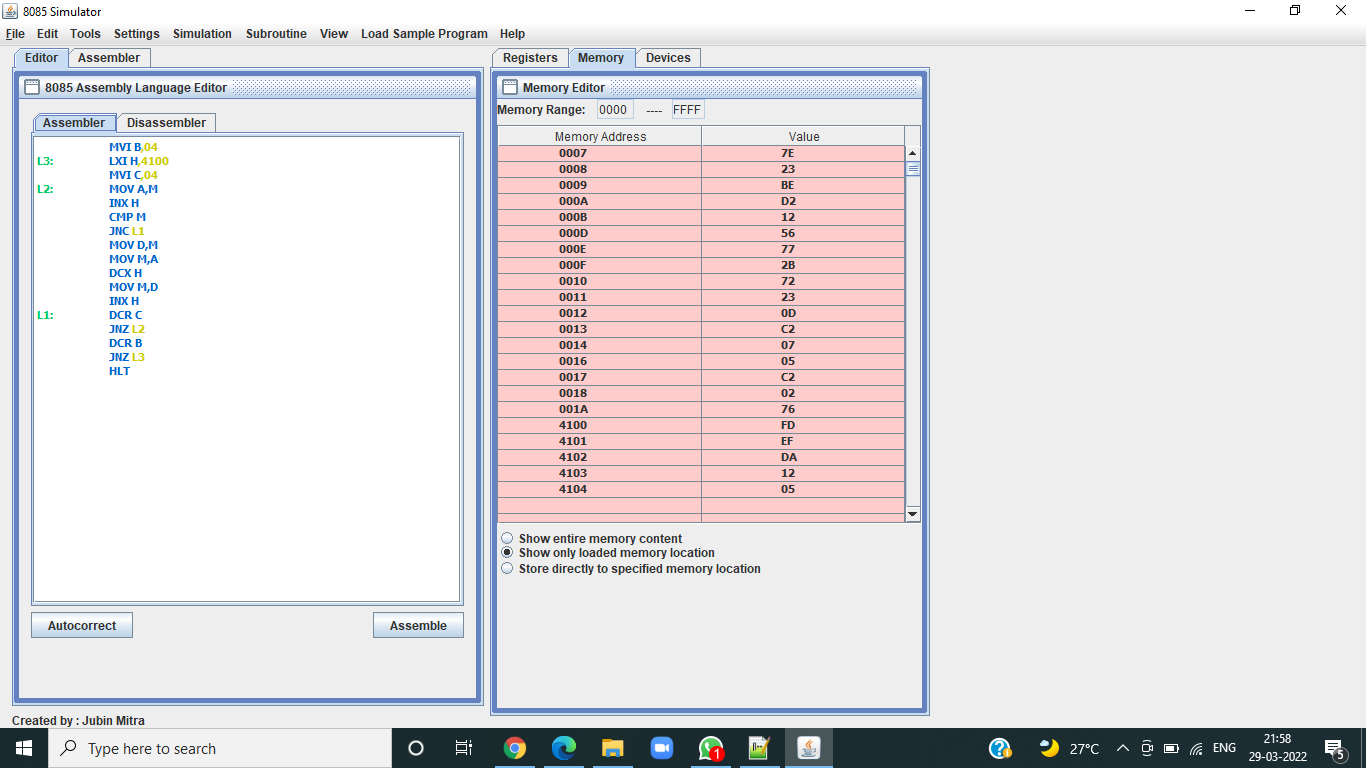 8085 Simulator
File Edit Tools Settings Simulation Subroutine View Load Sample Program Help
Editor Assembler
8085 Assembly Language Editor
Assembler Disassembler
MVI B,04
L3: LXI H,4100
MVI C,04
L2: MOV A,M
INX H
CMP M
JNC L1
MOV D,M
MOV M,A
DCX H
MOV M,D
INX H
L1: DCR C
JNZ L2
DCR B
JNZ L3
HLT
Autocorrect Assemble
Registers Memory Devices
Memory Editor
Memory Range: 0000 ---- FFFF
Memory Address Value
0007 7E
0008 23
0009 BE
000A D2
000B 12
000D 56
000E 77
000F 2B
0010 72
0011 23
0012 0D
0013 C2
0014 07
0016 05
0017 C2
0018 02
001A 76
4100 FD
4101 EF
4102 DA
4103 12
4104 05
Show entire memory content
Show only loaded memory location
Store directly to specified memory location
Created by : Jubin Mitra
Type here to search
1
27°C ENG
21:58
29-03-2022
5